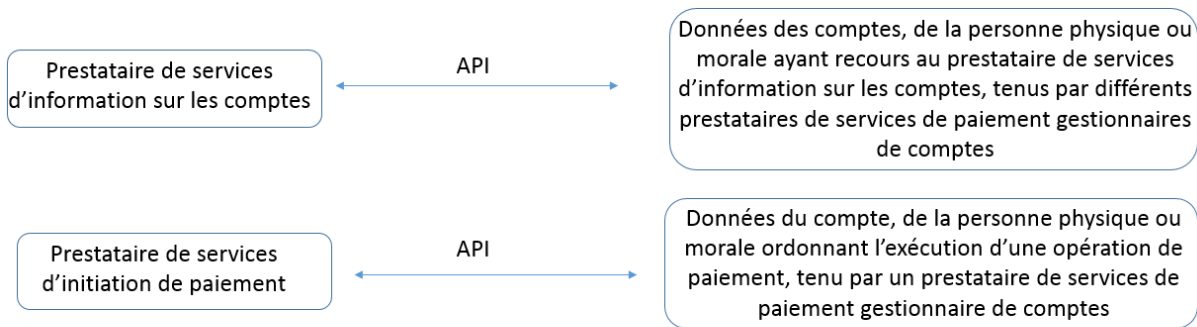 Prestataire de services
d’information sur les comptes
API
Données des comptes, de la personne physique ou
morale ayant recours au prestataire de services
d’information sur les comptes, tenus par différents
prestataires de services de paiement gestionnaires
de comptes
Prestataire de services
d’initiation de paiement
API
Données du compte, de la personne physique ou
morale ordonnant l’exécution d’une opération de
paiement, tenu par un prestataire de services de
paiement gestionnaire de comptes